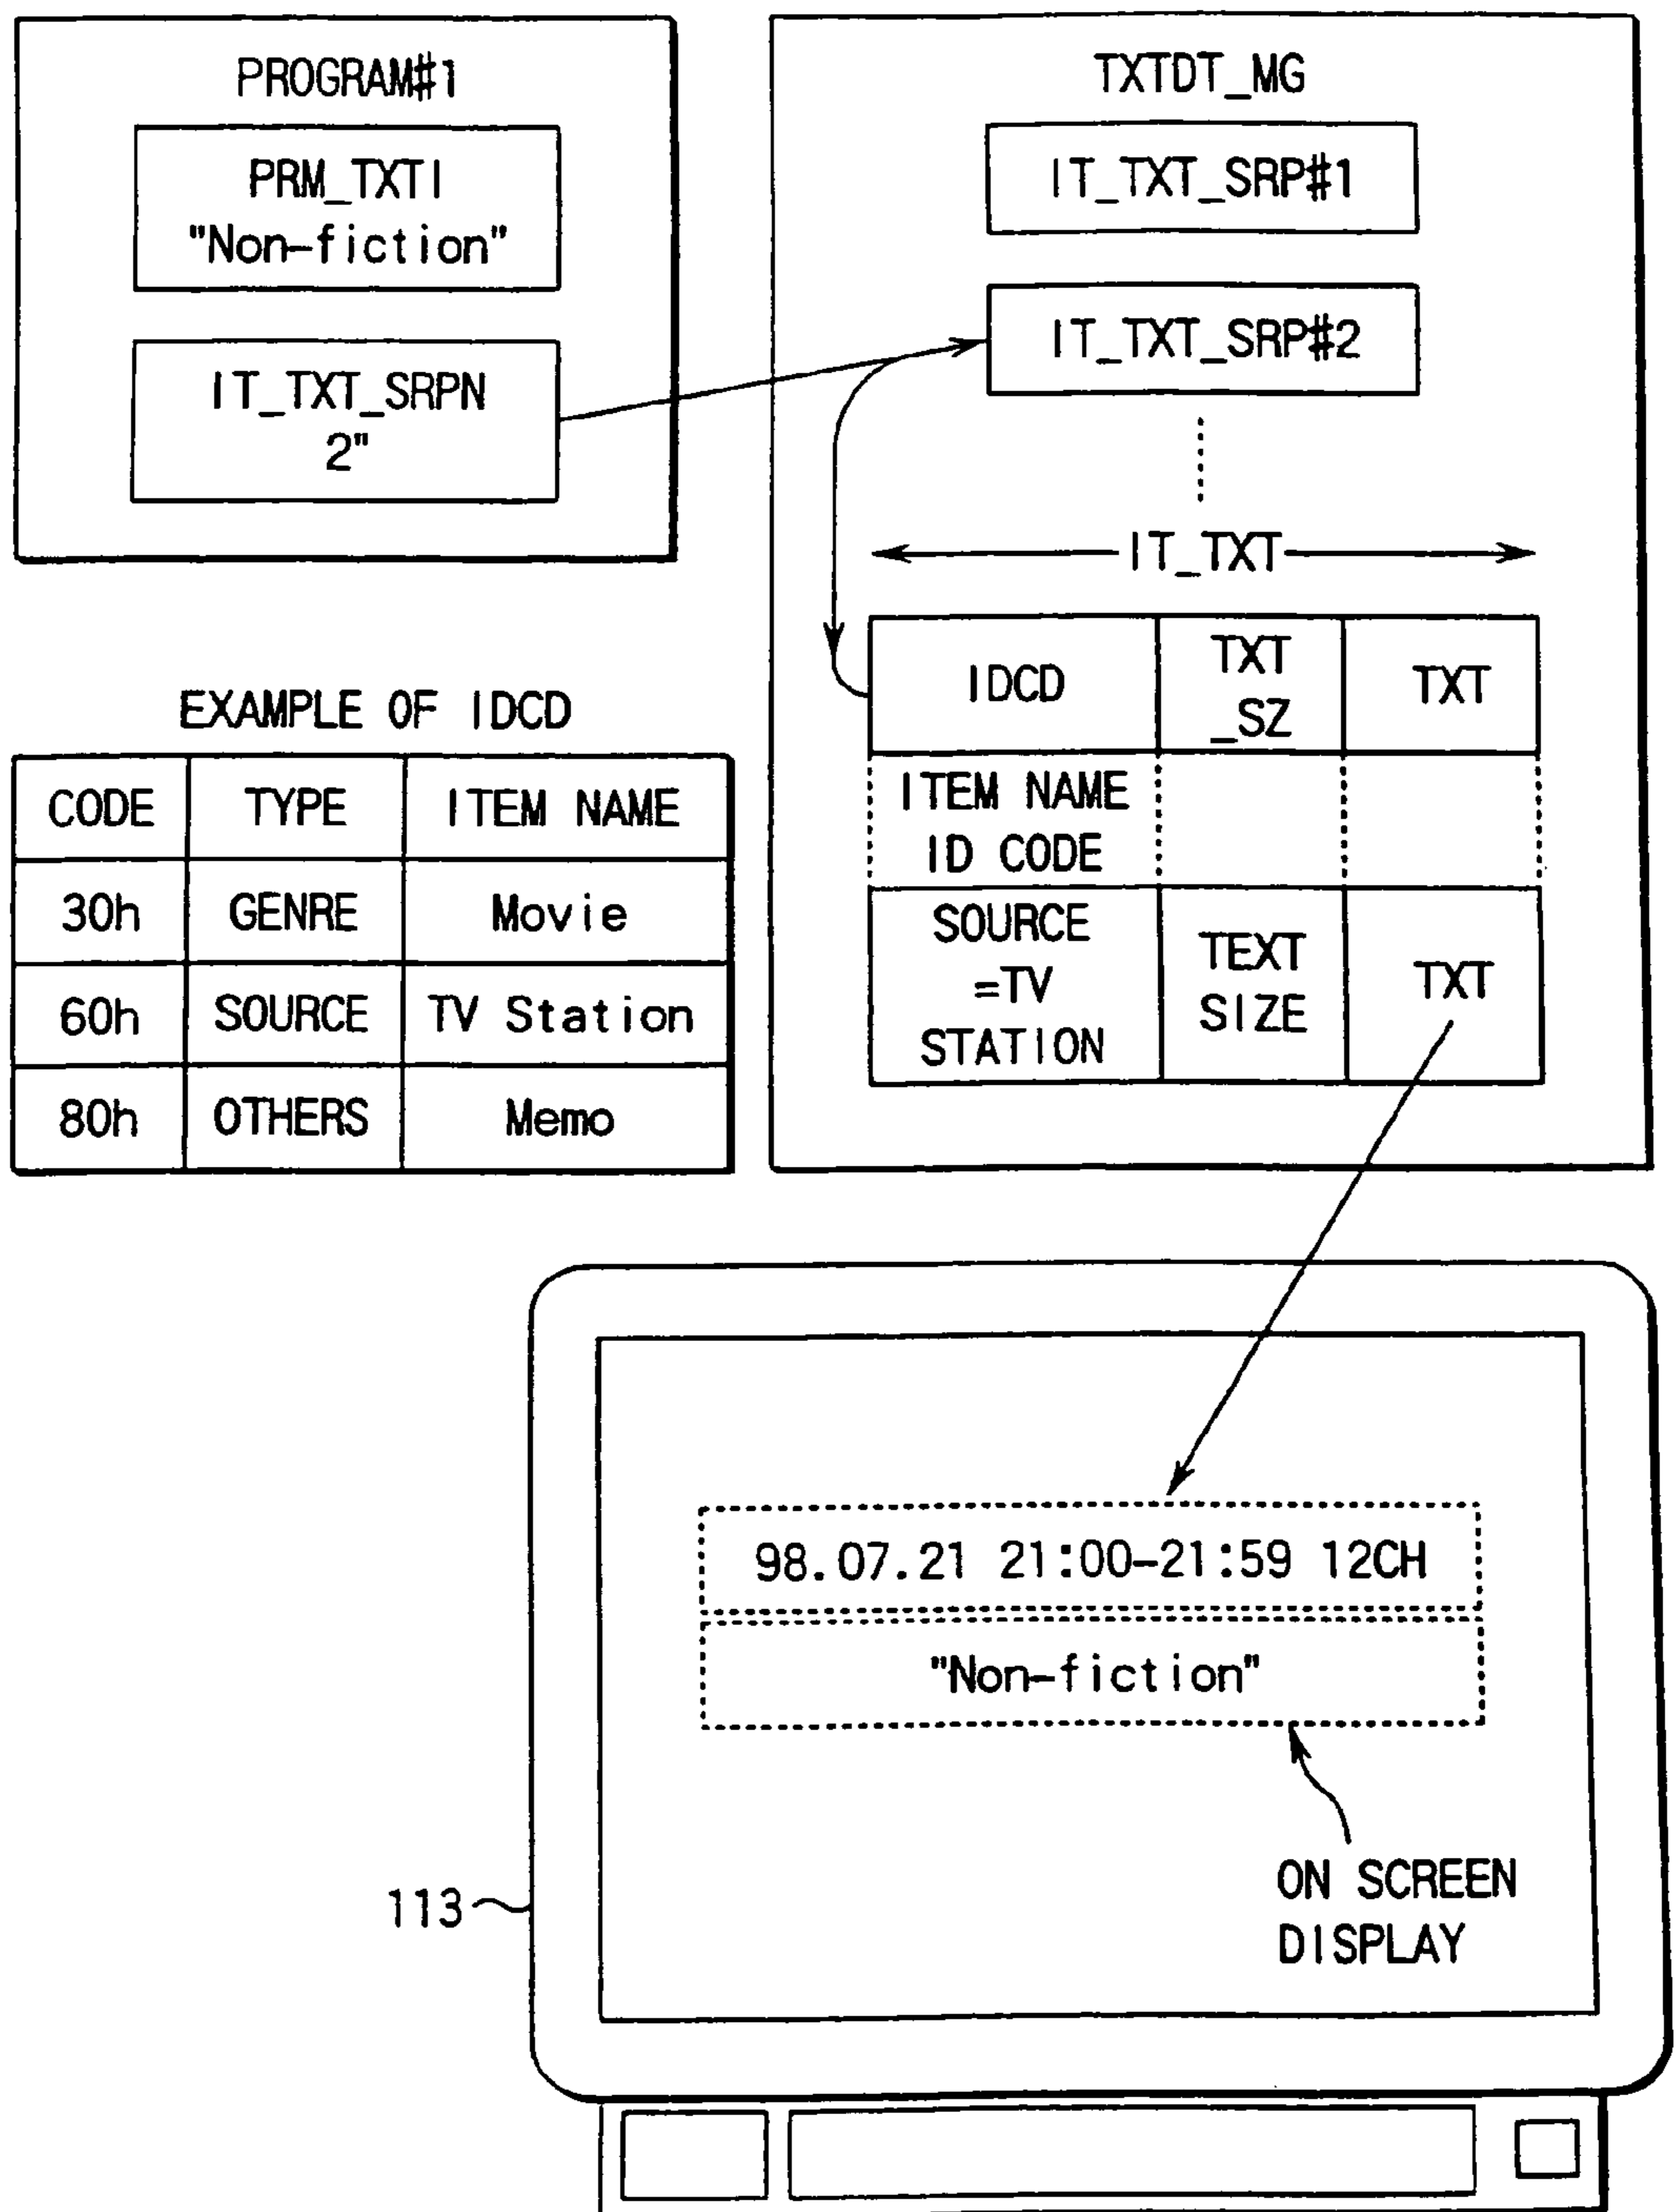 PROGRAM#1
PRM_TXTI
"Non-fiction"
IT_TXT_SRPN
2"
TXTDT_MG
IT_TXT_SRP#1
IT_TXT_SRP#2
IT_TXT
IDCD
TXT
_SZ
TXT
ITEM NAME
ID CODE
SOURCE
=TV
STATION
TEXT
SIZE
TXT
EXAMPLE OF IDCD
CODE TYPE ITEM NAME
30h GENRE Movie
60h SOURCE TV Station
80h OTHERS Memo
98.07.21 21:00-21:59 12CH
"Non-fiction"
ON SCREEN
DISPLAY
113